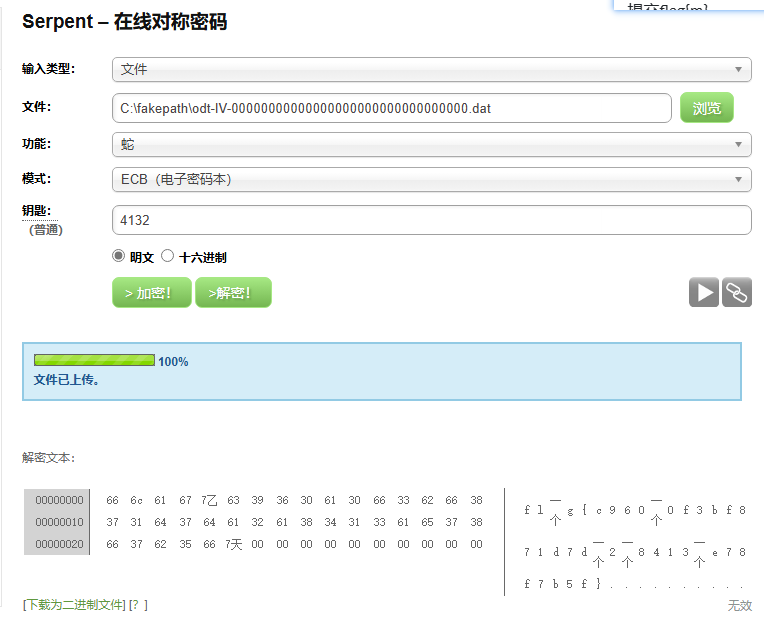 提交flag{m}
Serpent – 在线对称密码
输入类型： 文件
文件： C:\fakepath\odt-IV-00000000000000000000000000000000.dat 浏览
功能： 蛇
模式： ECB（电子密码本）
钥匙： 4132
(普通)
明文 十六进制
> 加密！ >解密！
100%
文件已上传。
解密文本：
00000000 66 6c 61 67 7乙 63 39 36 30 61 30 66 33 62 66 38 f l 一个 g { c 9 6 0 一个 0 f 3 b f 8
00000010 37 31 64 37 64 61 32 61 38 34 31 33 61 65 37 38 7 1 d 7 d 一个 2 一个 8 4 1 3 一个 e 7 8
00000020 66 37 62 35 66 7天 00 00 00 00 00 00 00 00 00 00 f 7 b 5 f } . . . . . . . . . .
[下载为二进制文件] [？] 无效